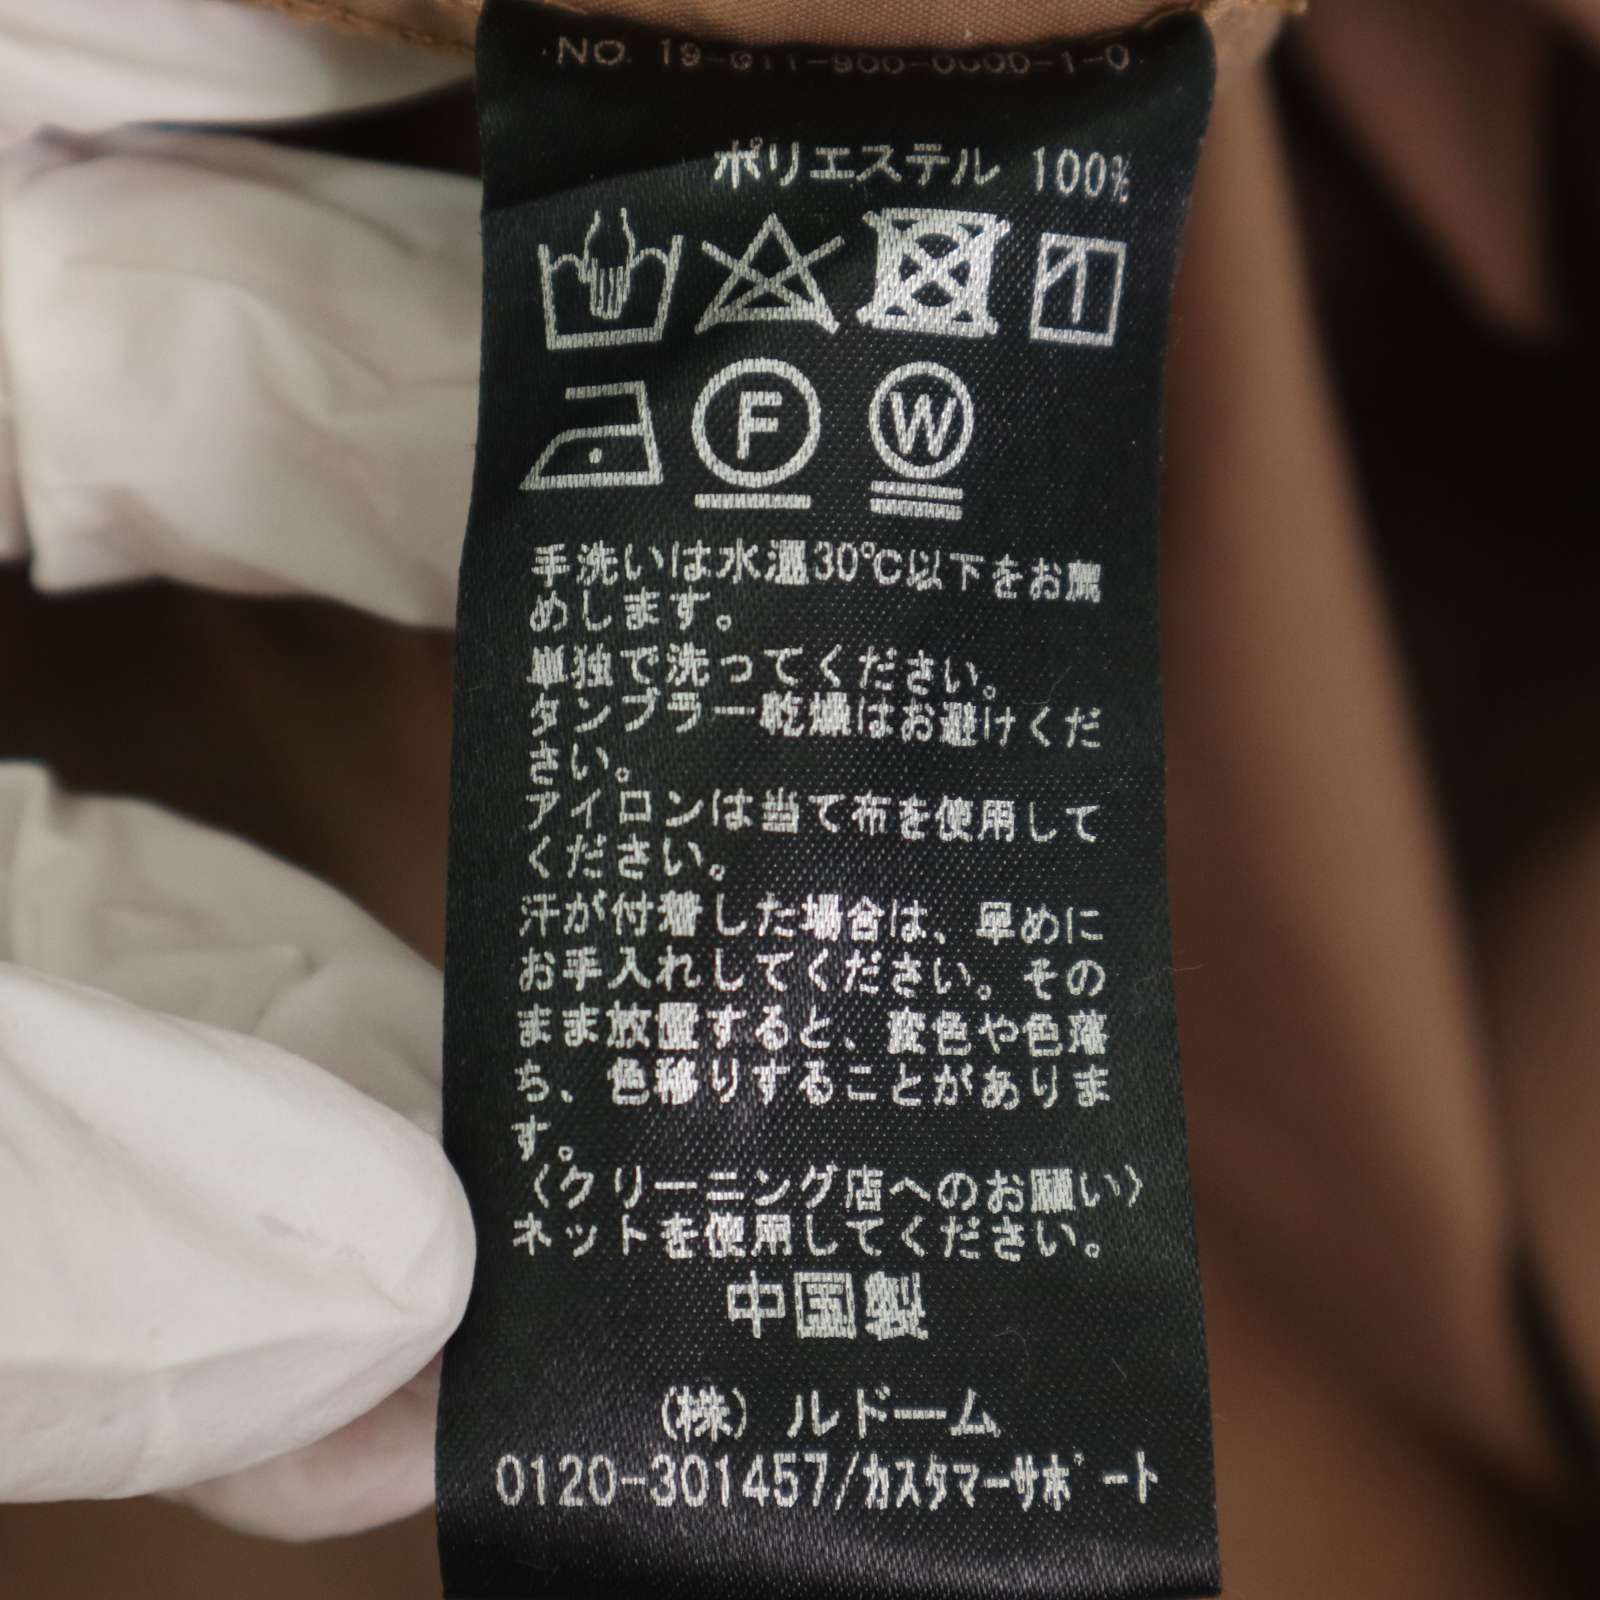 ポリエステル 100%
F
W
手洗いは水温30℃以下をお薦
めします。
単独で洗ってください。
タンブラー乾燥はお避けくだ
さい。
アイロンは当て布を使用して
ください。
汗が付着した場合は、早めに
お手入れしてください。その
まま放置すると、変色や色落
ち、色移りすることがありま
す。
〈クリーニング店へのお願い〉
ネットを使用してください。
中国製
(株) ルドーム
0120-301457/カスタマーサポート